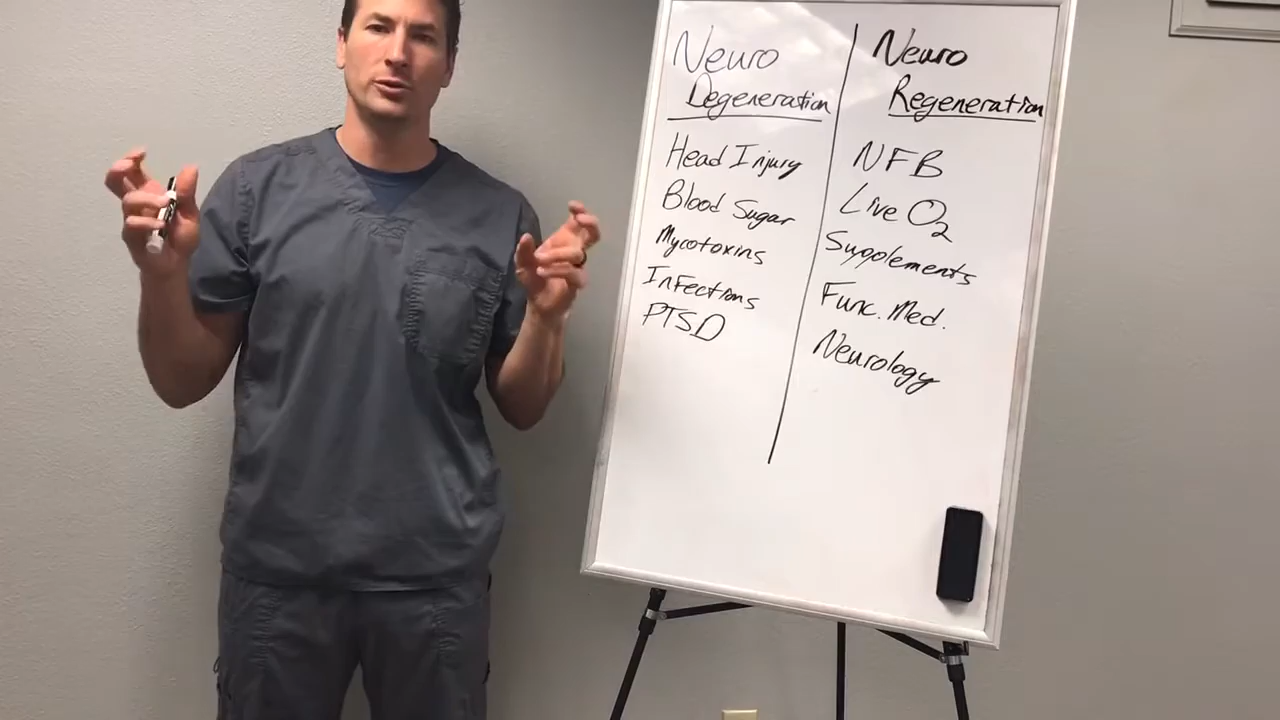 Neuro
Degeneration
Head Injury
Blood Sugar
Mycotoxins
Infections
PTSD
Neuro
Regeneration
NFB
Live O2
Supplements
Func. Med.
Neurology